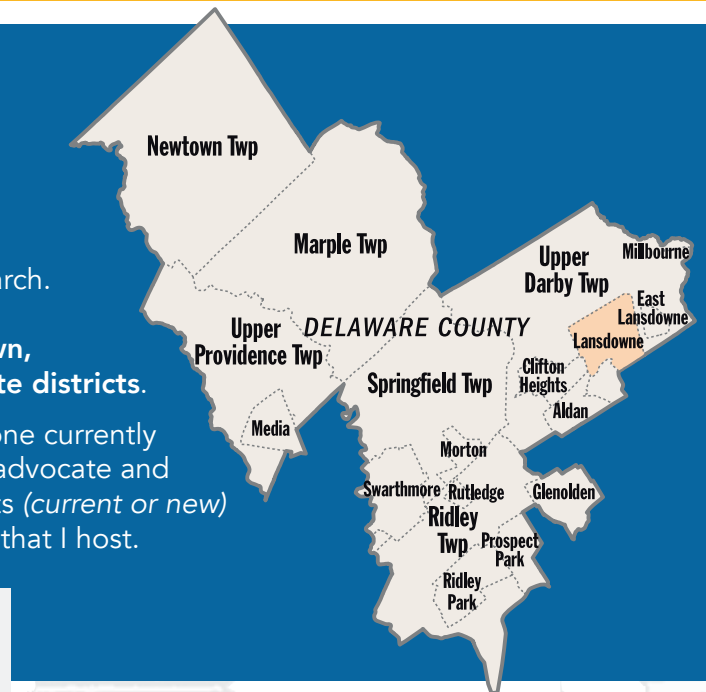 arch.
wn,
te districts.
one currently
advocate and
ts (current or new)
that I host.
Newtown Twp
Marple Twp
Upper
Darby Twp
Millbourne
East
Lansdowne
Lansdowne
Upper
Providence Twp
DELAWARE COUNTY
Clifton
Heights
Springfield Twp
Aldan
Media
Morton
Swarthmore
Rutledge
Glenolden
Ridley
Twp
Prospect
Park
Ridley
Park